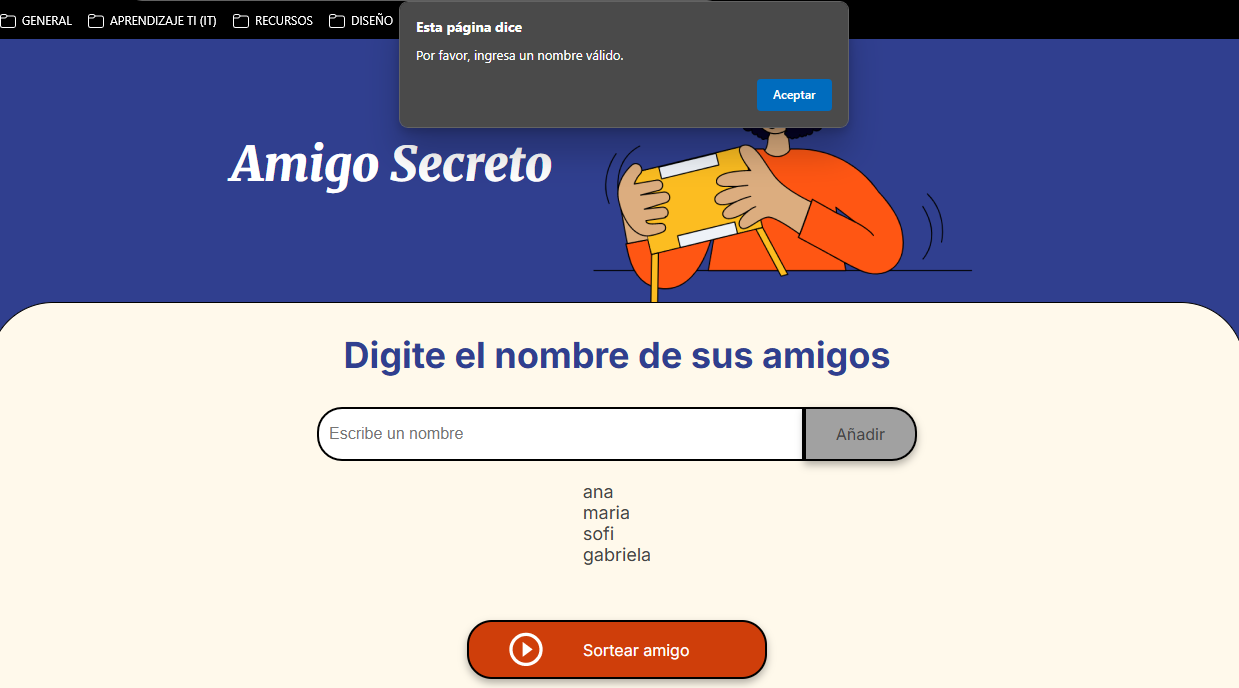 GENERAL APRENDIZAJE TI (IT) RECURSOS DISEÑO
Esta página dice
Por favor, ingresa un nombre válido.
Aceptar
Amigo Secreto
Digite el nombre de sus amigos
Escribe un nombre Añadir
ana
maria
sofi
gabriela
Sortear amigo